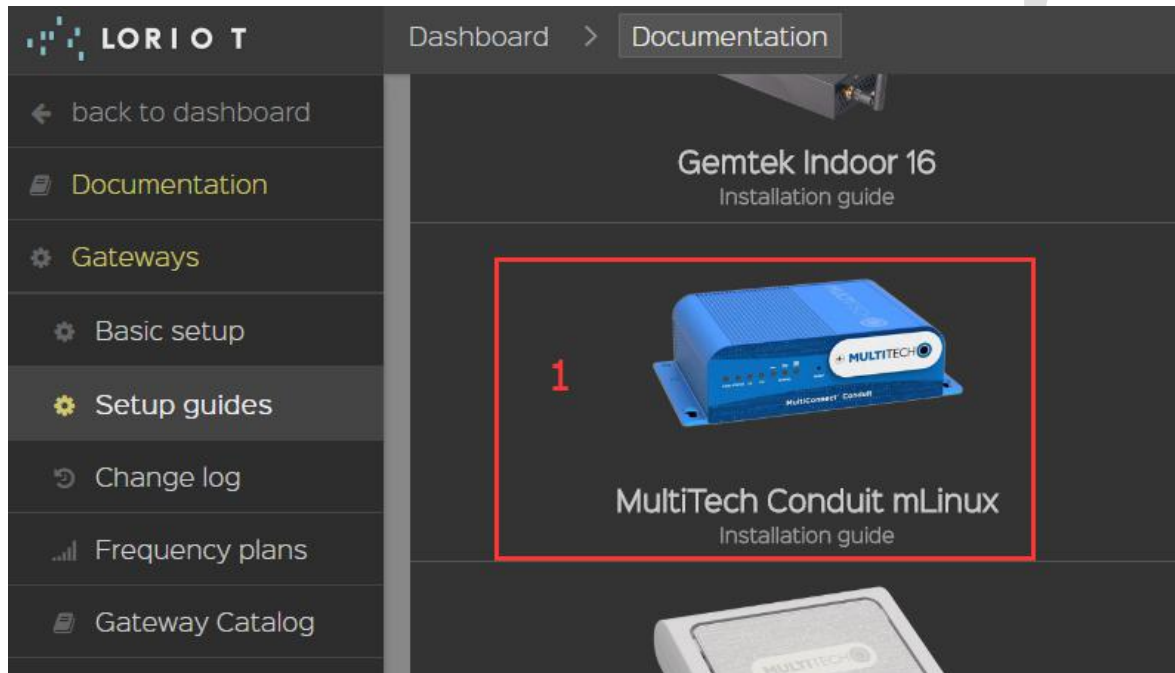 LORIOT
Dashboard > Documentation
back to dashboard
Documentation
Gateways
Basic setup
Setup guides
Change log
Frequency plans
Gateway Catalog
Gemtek Indoor 16
Installation guide
1
MULTITECH
MultiConnect Conduit
MultiTech Conduit mLinux
Installation guide
MULTITECH